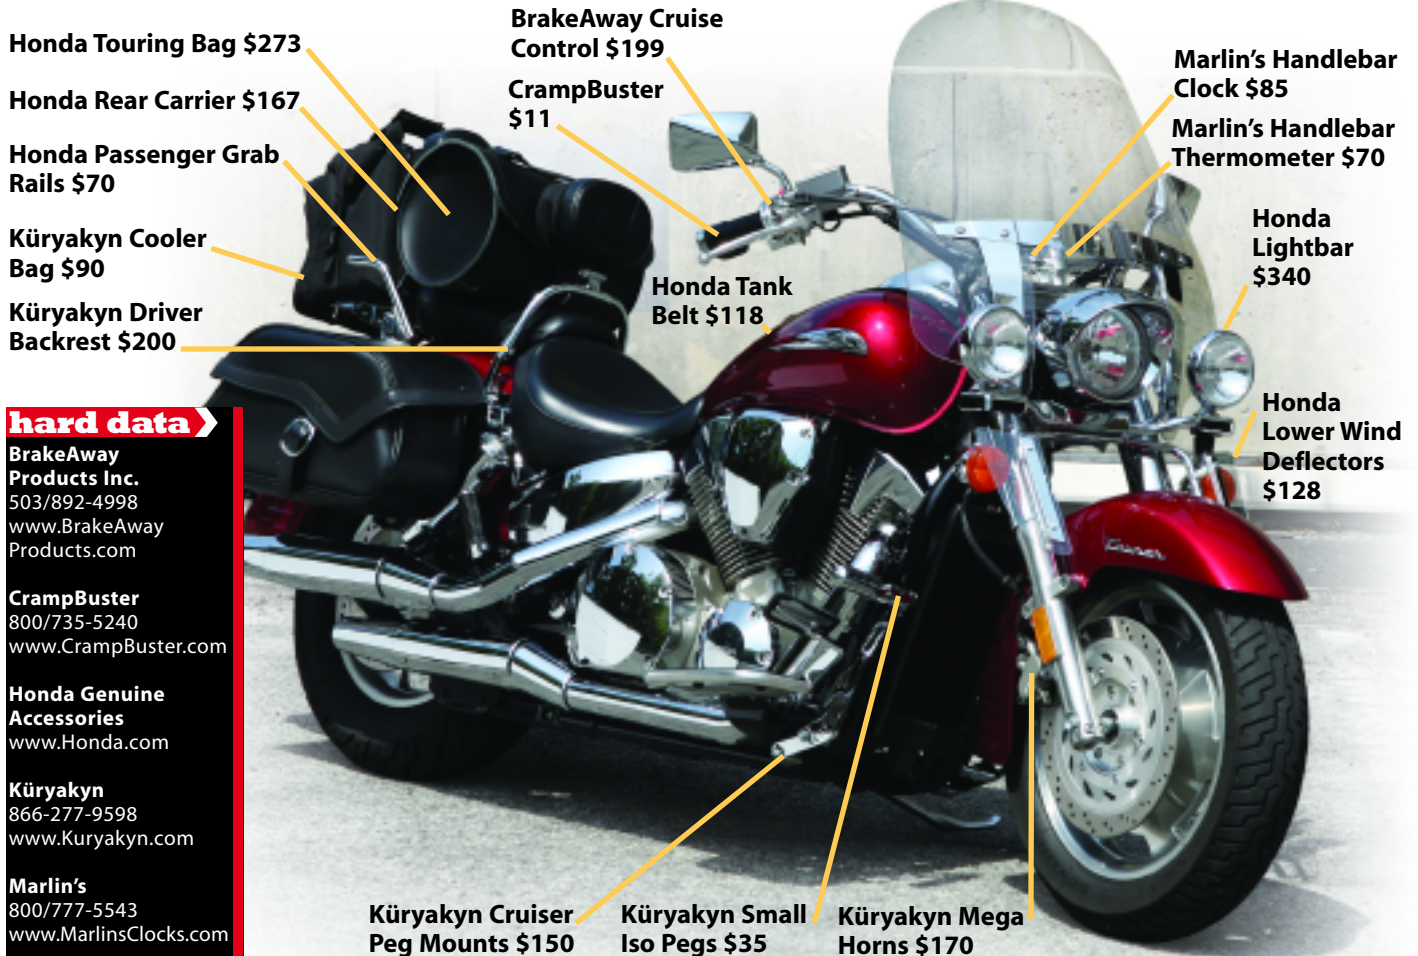 Honda Touring Bag $273
Honda Rear Carrier $167
Honda Passenger Grab
Rails $70
Küryakyn Cooler
Bag $90
Küryakyn Driver
Backrest $200
BrakeAway Cruise
Control $199
CrampBuster
$11
Honda Tank
Belt $118
Marlin’s Handlebar
Clock $85
Marlin’s Handlebar
Thermometer $70
Honda
Lightbar
$340
Honda
Lower Wind
Deflectors
$128
hard data
BrakeAway
Products Inc.
503/892-4998
www.BrakeAway
Products.com
CrampBuster
800/735-5240
www.CrampBuster.com
Honda Genuine
Accessories
www.Honda.com
Küryakyn
866-277-9598
www.Kuryakyn.com
Marlin’s
800/777-5543
www.MarlinsClocks.com
Küryakyn Cruiser
Peg Mounts $150
Küryakyn Small
Iso Pegs $35
Küryakyn Mega
Horns $170